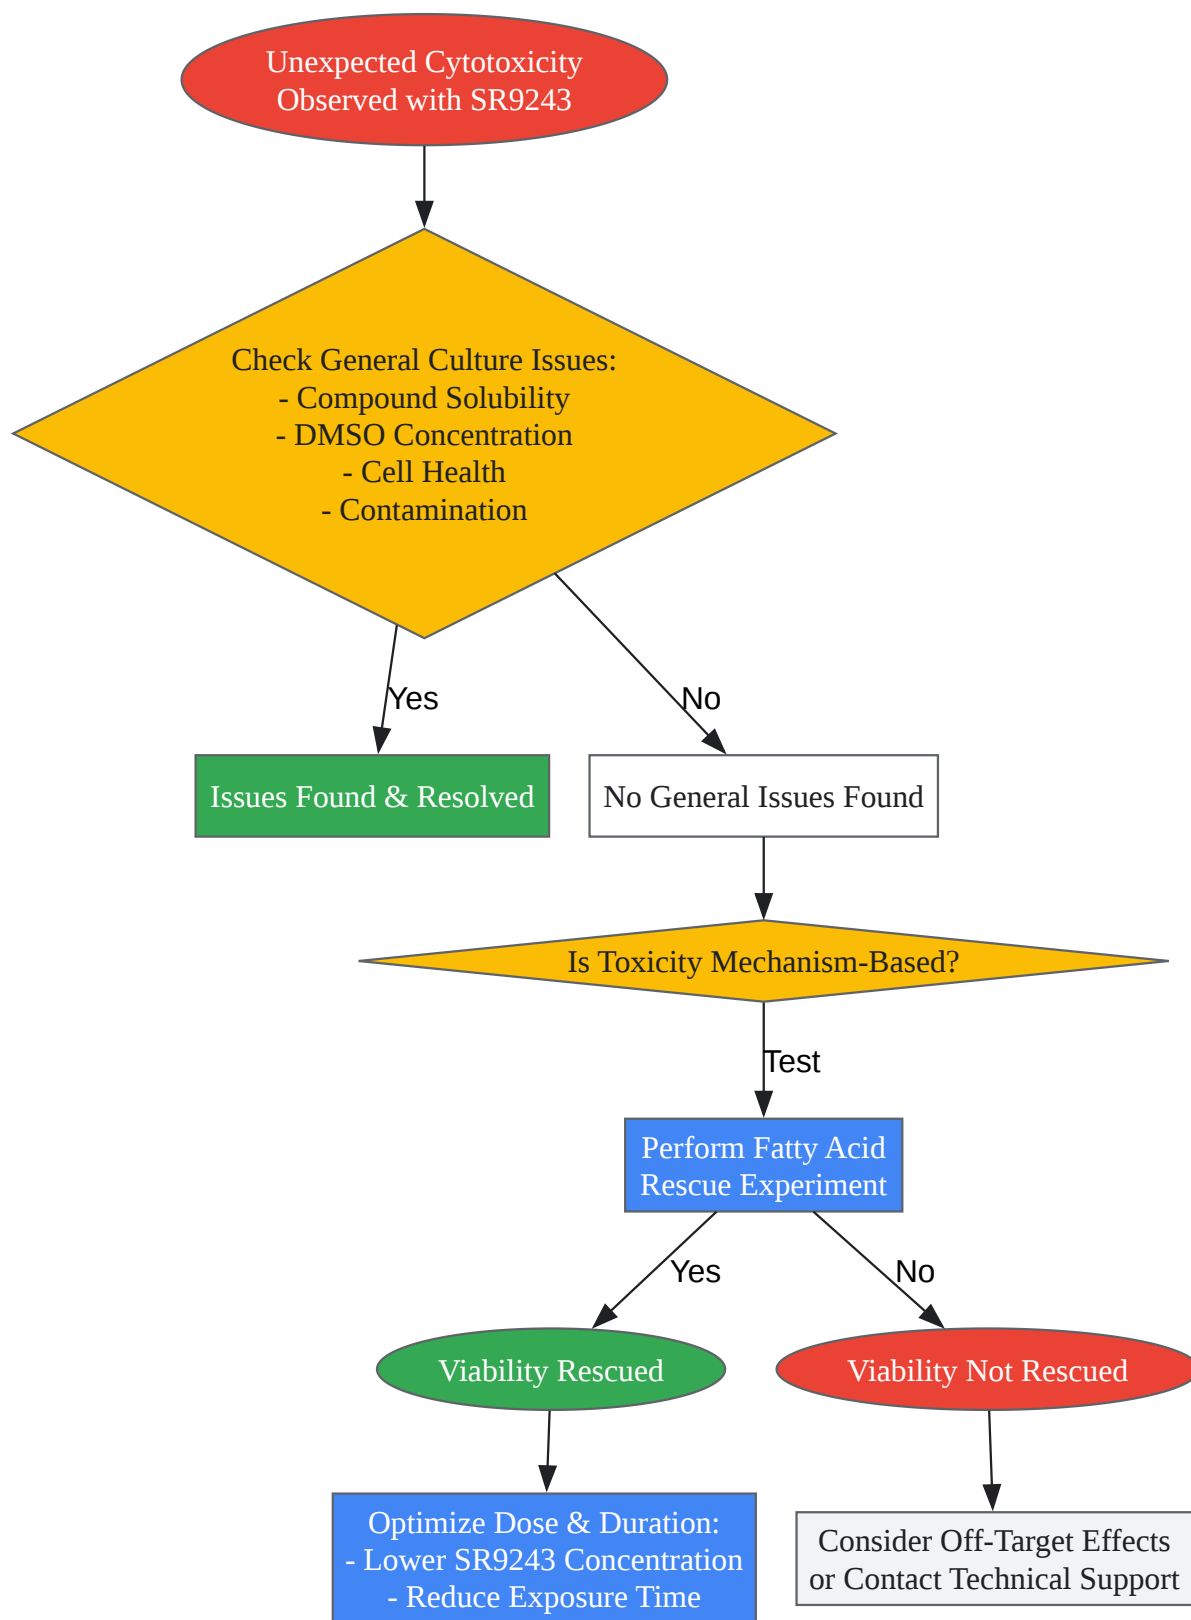 Unexpected Cytotoxicity
Observed with SR9243
Check General Culture Issues:
- Compound Solubility
- DMSO Concentration
- Cell Health
- Contamination
Yes
No
Issues Found & Resolved
No General Issues Found
Is Toxicity Mechanism-Based?
Test
Perform Fatty Acid
Rescue Experiment
Yes
No
Viability Rescued
Viability Not Rescued
Optimize Dose & Duration:
- Lower SR9243 Concentration
- Reduce Exposure Time
Consider Off-Target Effects
or Contact Technical Support